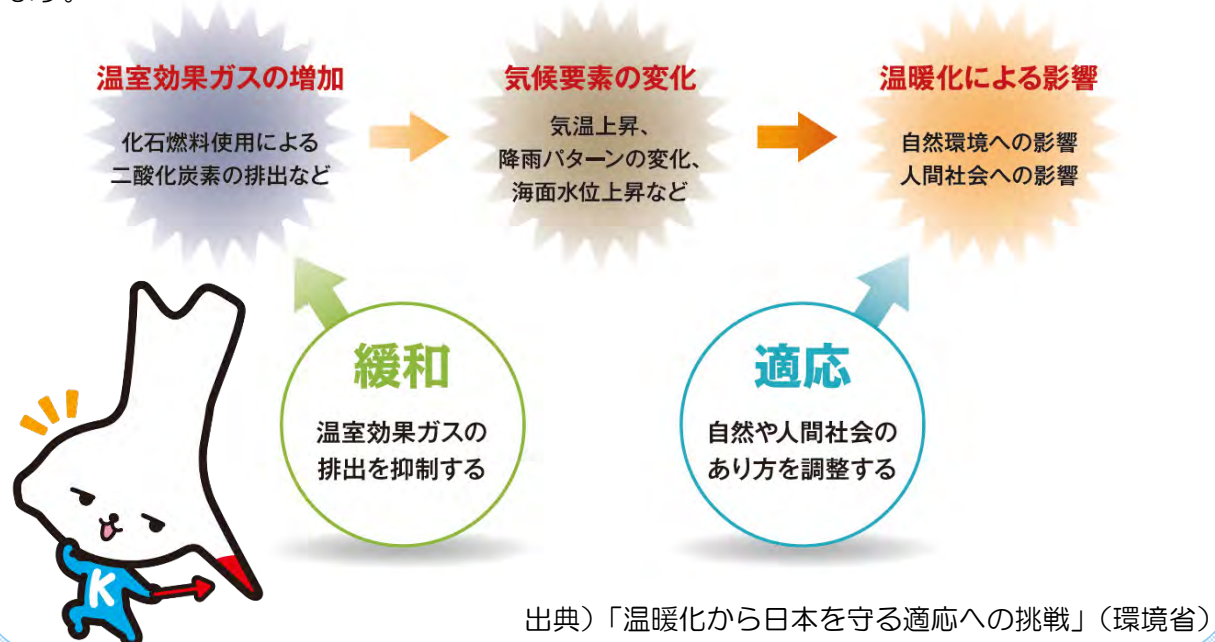 ます。
温室効果ガスの増加
化石燃料使用による
二酸化炭素の排出など
気候要素の変化
気温上昇、
降雨パターンの変化、
海面水位上昇など
温暖化による影響
自然環境への影響
人間社会への影響
緩和
温室効果ガスの
排出を抑制する
適応
自然や人間社会の
あり方を調整する
K
出典）「温暖化から日本を守る適応への挑戦」（環境省）